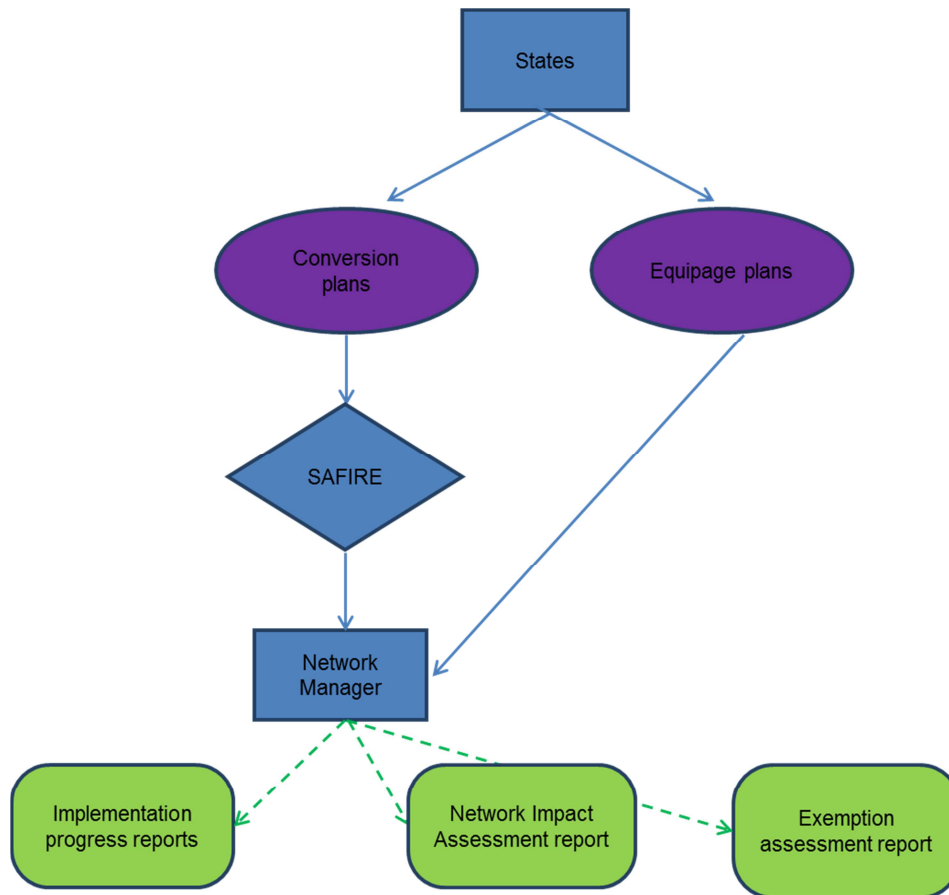 States
Conversion
plans
Equipage plans
SAFIRE
Network
Manager
Implementation
progress reports
Network Impact
Assessment report
Exemption
assessment report